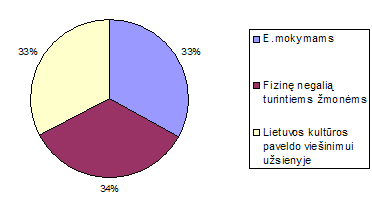 33%
33%
34%
E.mokymams
Fizinę negalią
turintiems žmonėms
Lietuvos kultūros
paveldo viešinimui
užsienyje